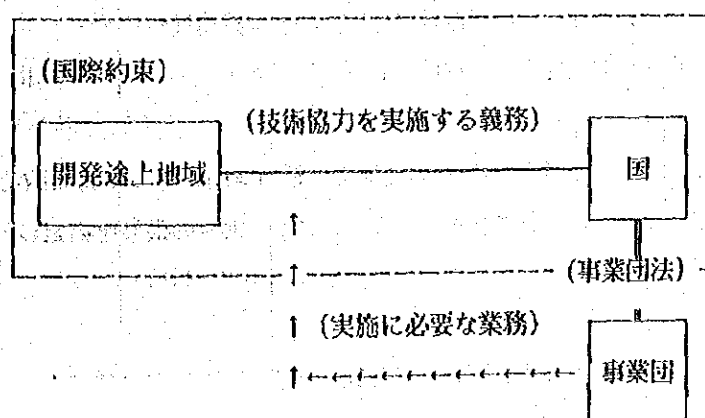 (国際約束)
(技術協力を実施する義務)
開発途上地域
国
(事業団法)
(実施に必要な業務)
事業団